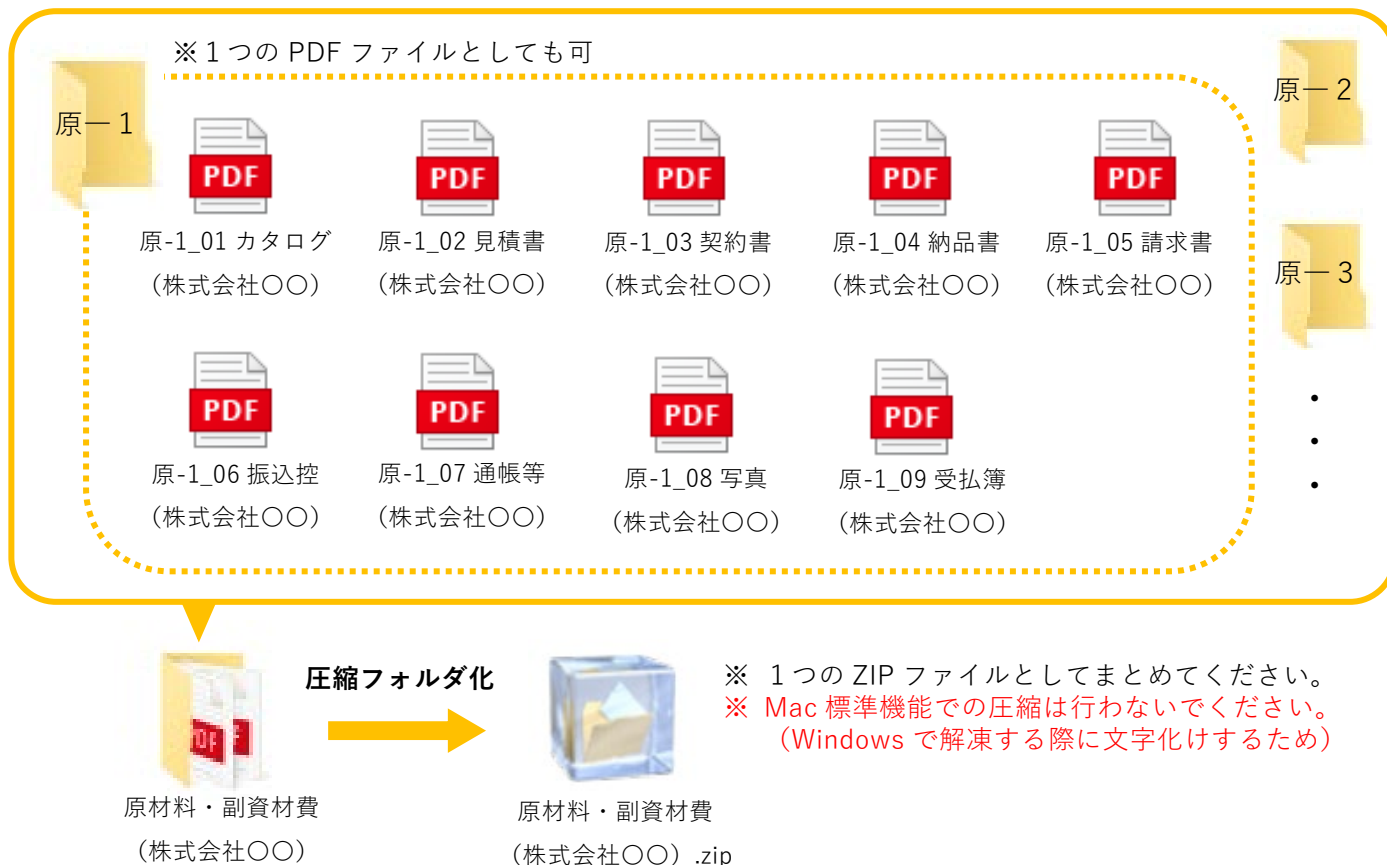 ※１つの PDF ファイルとしても可
原ー１
原ー２
原ー３
PDF
PDF
PDF
PDF
PDF
原-1_01 カタログ
（株式会社〇〇）
原-1_02 見積書
（株式会社〇〇）
原-1_03 契約書
（株式会社〇〇）
原-1_04 納品書
（株式会社〇〇）
原-1_05 請求書
（株式会社〇〇）
PDF
PDF
PDF
PDF
原-1_06 振込控
（株式会社〇〇）
原-1_07 通帳等
（株式会社〇〇）
原-1_08 写真
（株式会社〇〇）
原-1_09 受払簿
（株式会社〇〇）
・
・
・
圧縮フォルダ化
※ １つの ZIP ファイルとしてまとめてください。
※ Mac 標準機能での圧縮は行わないでください。
（Windows で解凍する際に文字化けするため）
原材料・副資材費
（株式会社〇〇）
原材料・副資材費
（株式会社〇〇）.zip